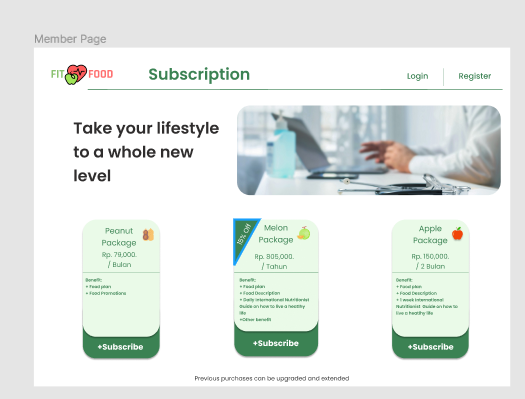 Member Page
FIT FOOD
Subscription
Login
Register
Take your lifestyle
to a whole new
level
Peanut
Package
Rp. 79,000.
/ Bulan
Benefit:
+ Food plan
+ Food Promotions
+Subscribe
15% Off
Melon
Package
Rp. 805,000.
/ Tahun
Benefit:
+ Food plan
+ Food Description
+ Daily International Nutritionist
Guide on how to live a healthy
life
+Other benefit
+Subscribe
Apple
Package
Rp. 150,000.
/ 2 Bulan
Benefit:
+ Food plan
+ Food Description
+ 1 week International
Nutritionist Guide on how to
live a healthy life
+Subscribe
Previous purchases can be upgraded and extended